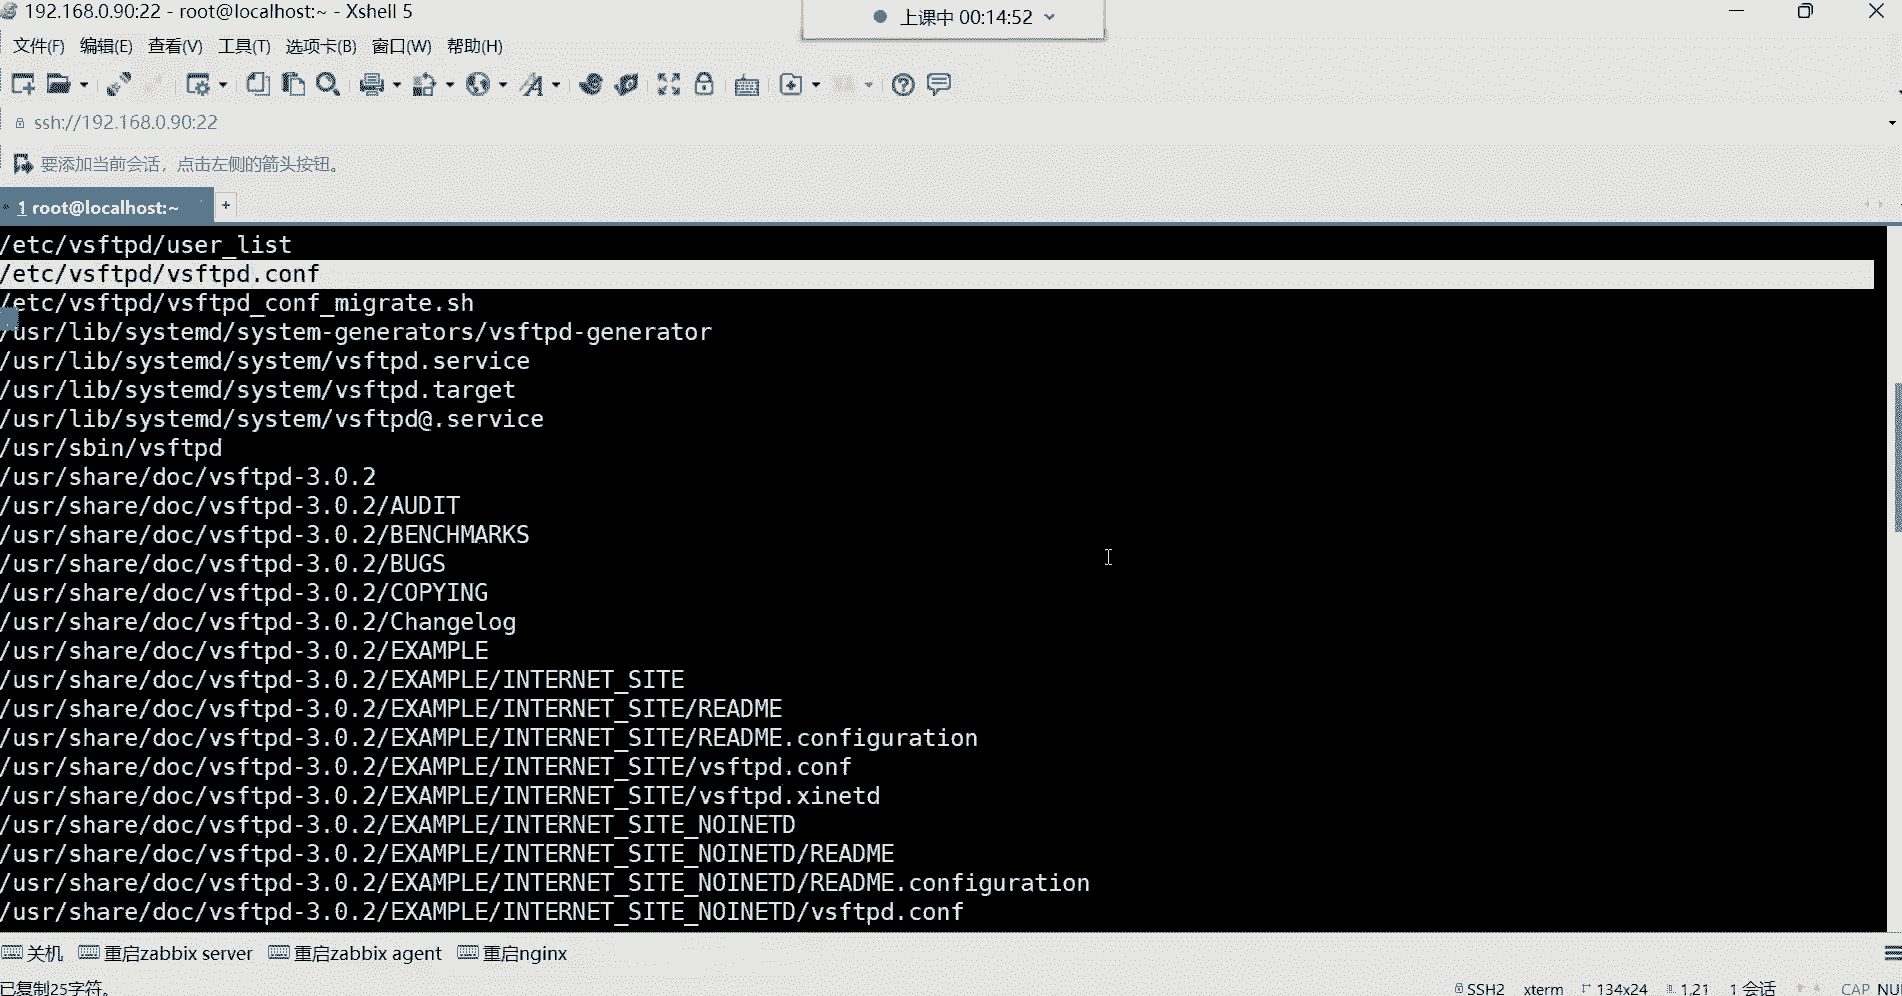 192.168.0.90:22 - root@localhost:~ - Xshell 5
上课中 00:14:52
文件(F) 编辑(E) 查看(V) 工具(T) 选项卡(B) 窗口(W) 帮助(H)
ssh://192.168.0.90:22
要添加当前会话，点击左侧的箭头按钮。
1 root@localhost:~ +
/etc/vsftpd/user_list
/etc/vsftpd/vsftpd.conf
/etc/vsftpd/vsftpd_conf_migrate.sh
/usr/lib/systemd/system-generators/vsftpd-generator
/usr/lib/systemd/system/vsftpd.service
/usr/lib/systemd/system/vsftpd.target
/usr/lib/systemd/system/vsftpd@.service
/usr/sbin/vsftpd
/usr/share/doc/vsftpd-3.0.2
/usr/share/doc/vsftpd-3.0.2/AUDIT
/usr/share/doc/vsftpd-3.0.2/BENCHMARKS
/usr/share/doc/vsftpd-3.0.2/BUGS
/usr/share/doc/vsftpd-3.0.2/COPYING
/usr/share/doc/vsftpd-3.0.2/Changelog
/usr/share/doc/vsftpd-3.0.2/EXAMPLE
/usr/share/doc/vsftpd-3.0.2/EXAMPLE/INTERNET_SITE
/usr/share/doc/vsftpd-3.0.2/EXAMPLE/INTERNET_SITE/README
/usr/share/doc/vsftpd-3.0.2/EXAMPLE/INTERNET_SITE/README.configuration
/usr/share/doc/vsftpd-3.0.2/EXAMPLE/INTERNET_SITE/vsftpd.conf
/usr/share/doc/vsftpd-3.0.2/EXAMPLE/INTERNET_SITE/vsftpd.xinetd
/usr/share/doc/vsftpd-3.0.2/EXAMPLE/INTERNET_SITE_NOINETD
/usr/share/doc/vsftpd-3.0.2/EXAMPLE/INTERNET_SITE_NOINETD/README
/usr/share/doc/vsftpd-3.0.2/EXAMPLE/INTERNET_SITE_NOINETD/README.configuration
/usr/share/doc/vsftpd-3.0.2/EXAMPLE/INTERNET_SITE_NOINETD/vsftpd.conf
关机 重启zabbix server 重启zabbix agent 重启nginx
已复制25字符。 SSH2 xterm 134x24 1,21 1 会话 CAP NU